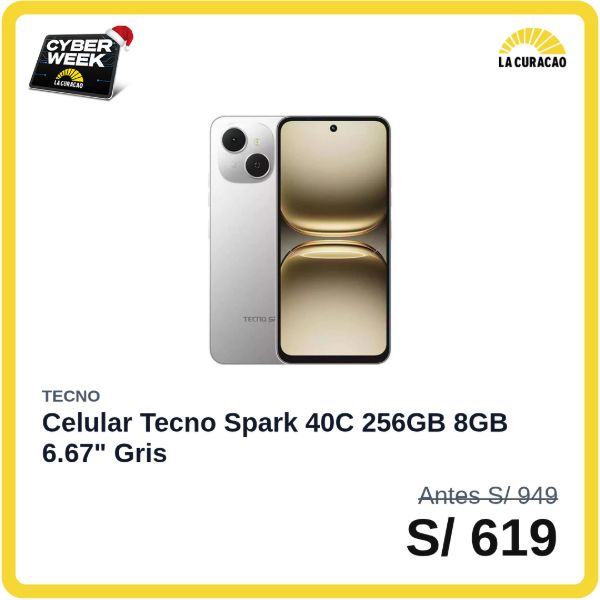 CYBER
WEEK
LA CURACAO
LA CURACAO
TECNO SP
TECNO
Celular Tecno Spark 40C 256GB 8GB
6.67" Gris
Antes S/ 949
S/ 619